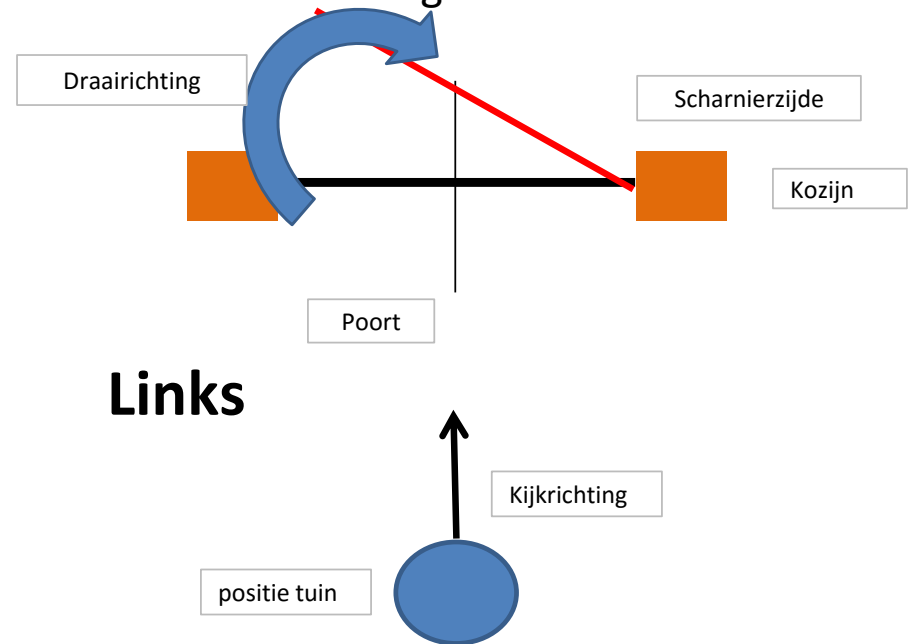 Draairichting
Scharnierzijde
Kozijn
Poort
Links
Kijkrichting
positie tuin